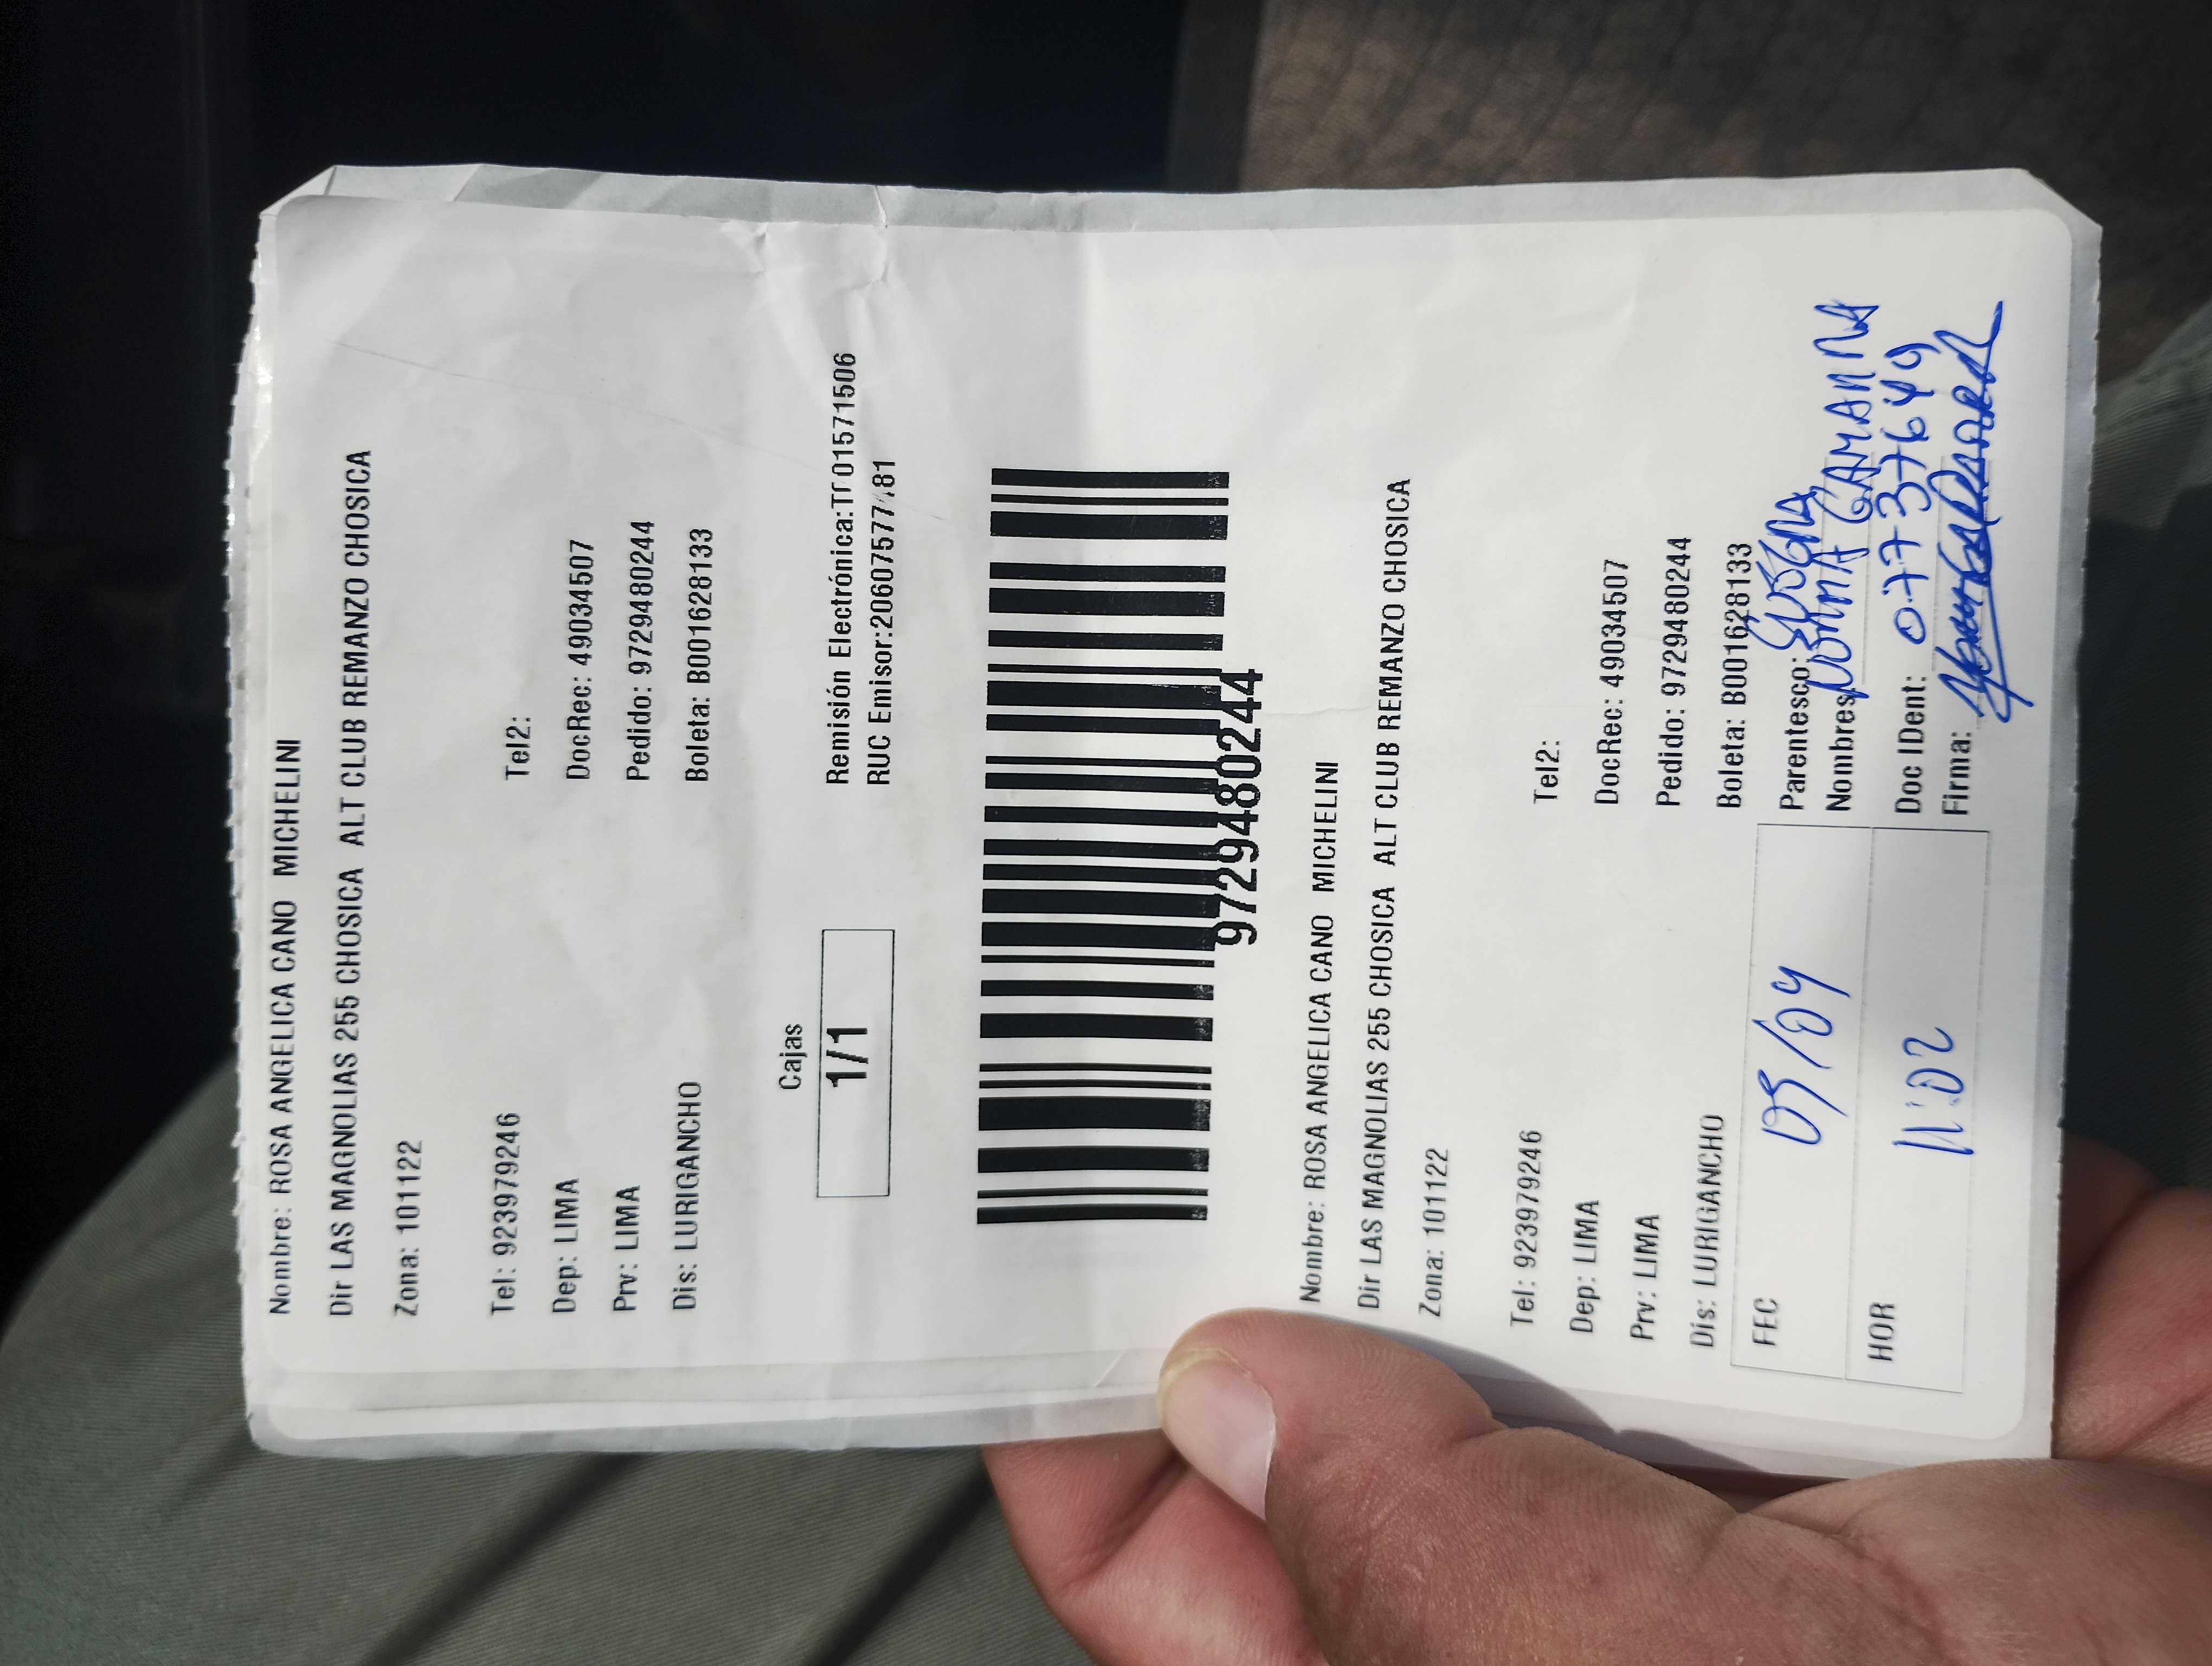 Nombre: ROSA ANGELICA CANO MICHELINI
Dir LAS MAGNOLIAS 255 CHOSICA ALT CLUB REMANZO CHOSICA
Zona: 101122
Tel: 923979246 Tel2:
Dep: LIMA DocRec: 49034507
Prv: LIMA Pedido: 9729480244
Dis: LURIGANCHO Boleta: B001628133
Cajas
1/1
Remisión Electrónica:
RUC Emisor:
9729480244
Nombre: ROSA ANGELICA CANO MICHELINI
Dir LAS MAGNOLIAS 255 CHOSICA ALT CLUB REMANZO CHOSICA
Zona: 101122
Tel: 923979246 Tel2:
Dep: LIMA DocRec: 49034507
Prv: LIMA Pedido: 9729480244
Dis: LURIGANCHO Boleta: B001628133
FEC 05/04 Parentesco:
Nombres NORMA GAMANNA
HOR 11:02 Doc IDent: 07737649
Firma: